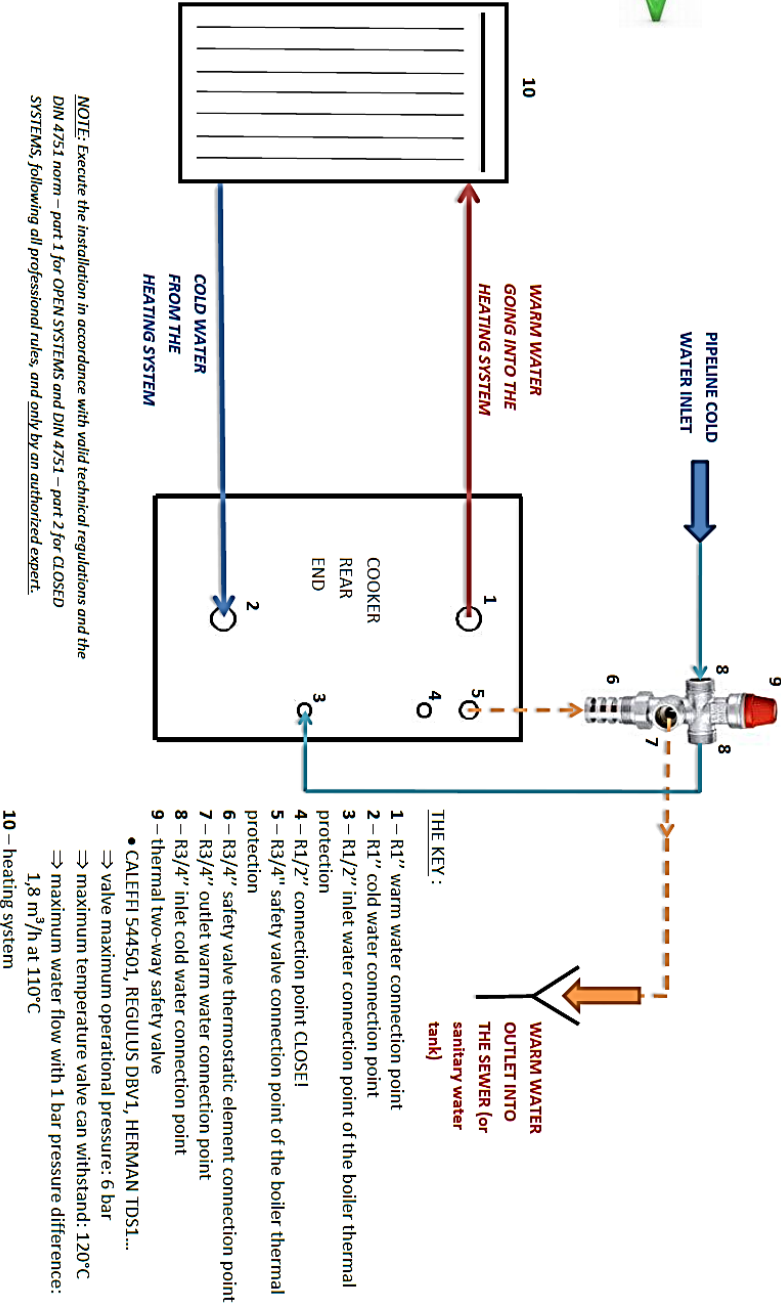 10
WARM WATER
GOING INTO THE
HEATING SYSTEM
COLD WATER
FROM THE
HEATING SYSTEM
NOTE: Execute the installation in accordance with valid technical regulations and the
DIN 4751 norm – part 1 for OPEN SYSTEMS and DIN 4751 – part 2 for CLOSED
SYSTEMS, following all professional rules, and only by an authorized expert.
PIPELINE COLD
WATER INLET
COOKER
REAR
END
1
2
3
4
5
6
7
8
8
9
WARM WATER
OUTLET INTO
THE SEWER (or
sanitary water
tank)
THE KEY :
1 – R1’’ warm water connection point
2 – R1’’ cold water connection point
3 – R1/2’’ inlet water connection point of the boiler thermal
protection
4 – R1/2’’ connection point CLOSE!
5 – R3/4" safety valve connection point of the boiler thermal
protection
6 – R3/4’’ safety valve thermostatic element connection point
7 – R3/4’’ outlet warm water connection point
8 – R3/4’’ inlet cold water connection point
9 – thermal two-way safety valve
• CALEFFI 544501, REGULUS DBV1, HERMAN TDS1...
⇒ valve maximum operational pressure: 6 bar
⇒ maximum temperature valve can withstand: 120°C
⇒ maximum water flow with 1 bar pressure difference:
1,8 m³/h at 110°C
10 – heating system